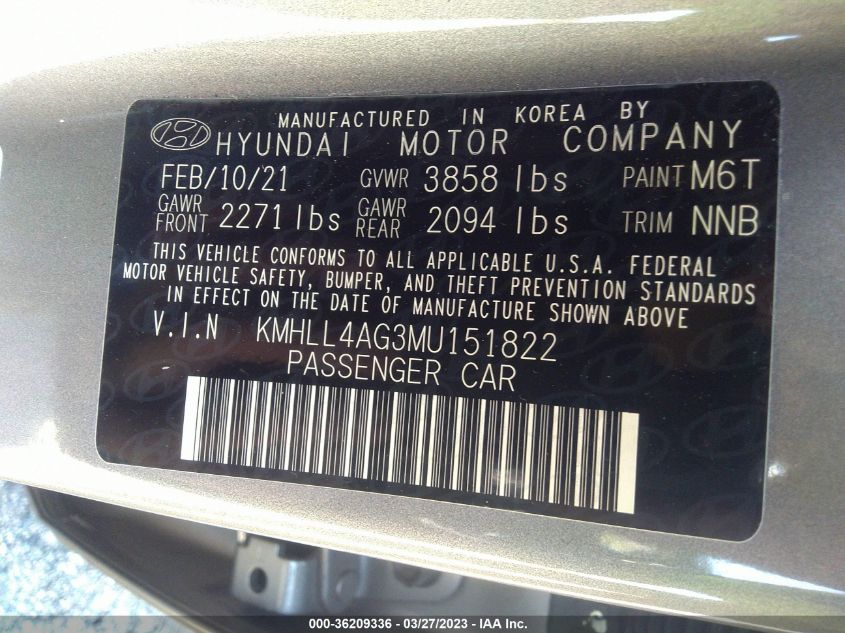 MANUFACTURED IN KOREA BY
HYUNDAI MOTOR COMPANY
FEB/10/21 GVWR 3858 lbs PAINT M6T
GAWR FRONT 2271 lbs GAWR REAR 2094 lbs TRIM NNB
THIS VEHICLE CONFORMS TO ALL APPLICABLE U.S.A. FEDERAL
MOTOR VEHICLE SAFETY, BUMPER, AND THEFT PREVENTION STANDARDS
IN EFFECT ON THE DATE OF MANUFACTURE SHOWN ABOVE
V.I.N KMHLL4AG3MU151822
PASSENGER CAR
000-36209336 - 03/27/2023 - IAA Inc.